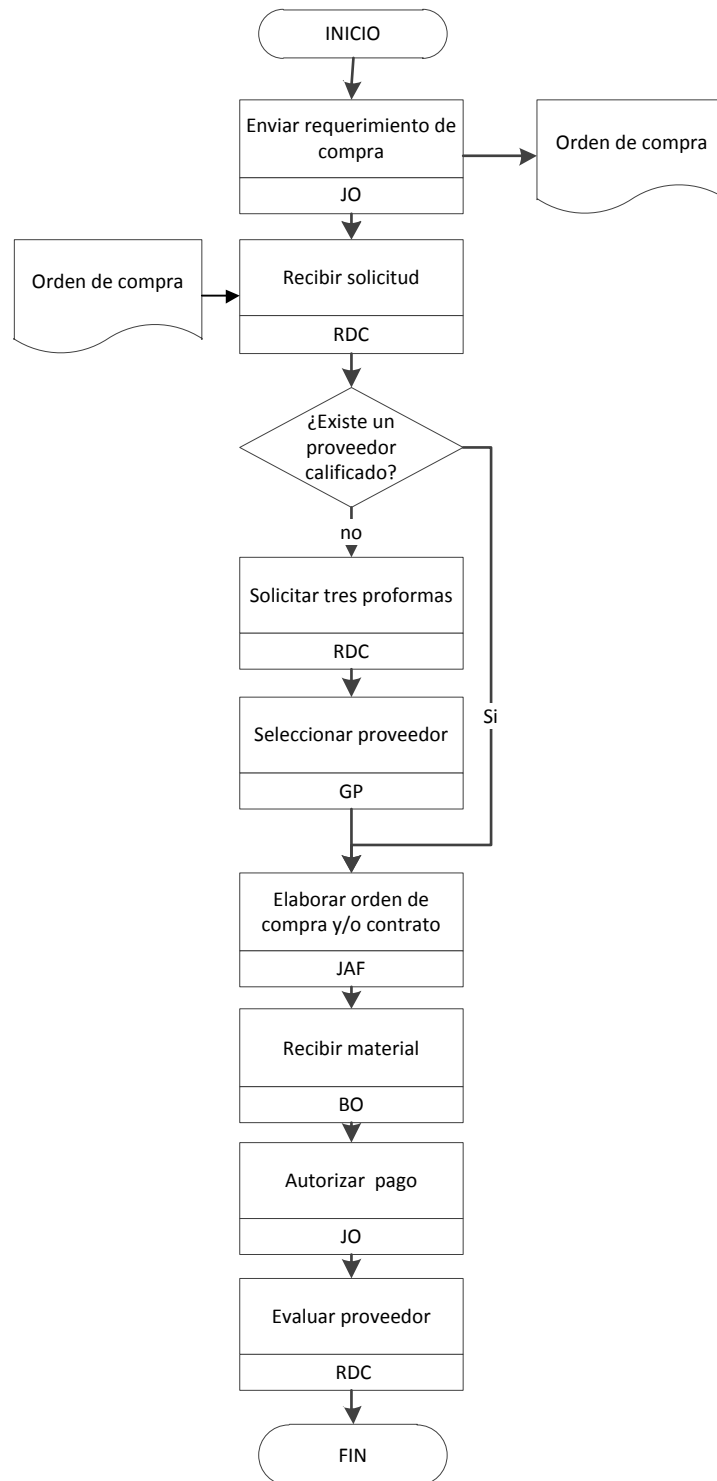 INICIO
Enviar requerimiento de
compra
JO
Orden de compra
Orden de compra
Recibir solicitud
RDC
¿Existe un
proveedor
calificado?
no
Solicitar tres proformas
RDC
Si
Seleccionar proveedor
GP
Elaborar orden de
compra y/o contrato
JAF
Recibir material
BO
Autorizar pago
JO
Evaluar proveedor
RDC
FIN